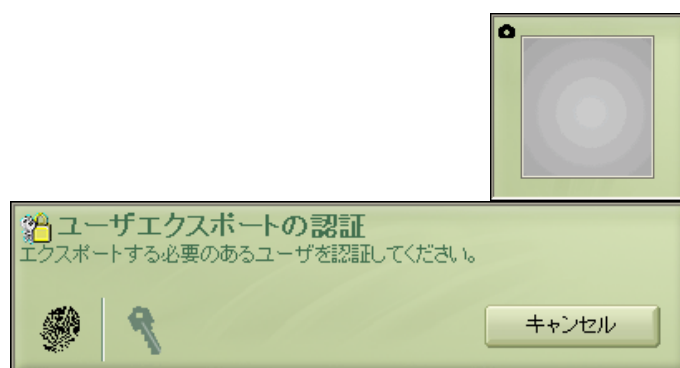 ユーザエクスポートの認証
エクスポートする必要のあるユーザを認証してください。
キャンセル